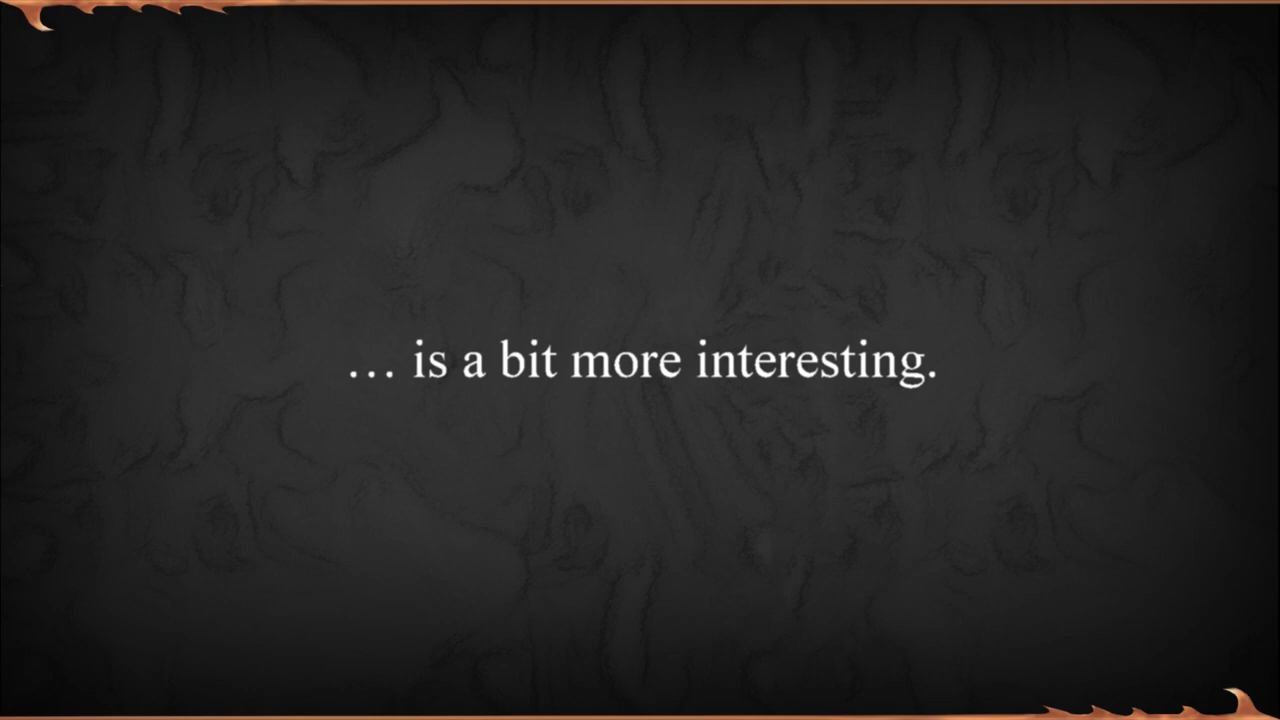 … is a bit more interesting.